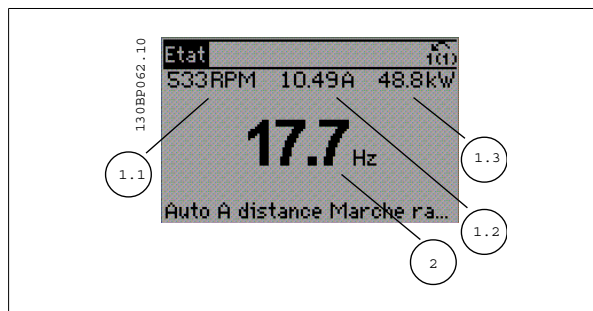 130BP062.10
Etat
1(1)
533RPM 10.49A 48.8kW
1.1
17.7 Hz
1.3
1.2
Auto A distance Marche ra...
2